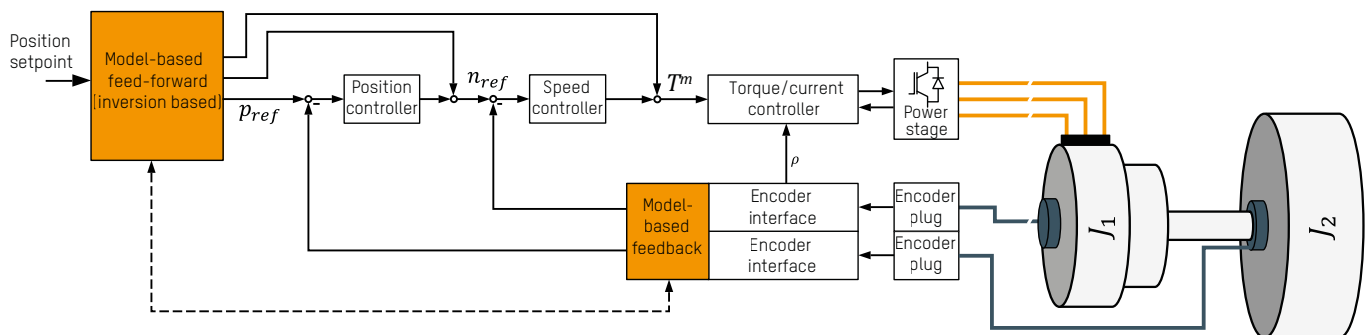 Position
setpoint
Model-based
feed-forward
(inversion based)
p_ref
-
Position
controller
n_ref
-
Speed
controller
T^m
Torque/current
controller
Power
stage
ρ
Model-
based
feedback
Encoder
interface
Encoder
interface
Encoder
plug
Encoder
plug
J_1
J_2